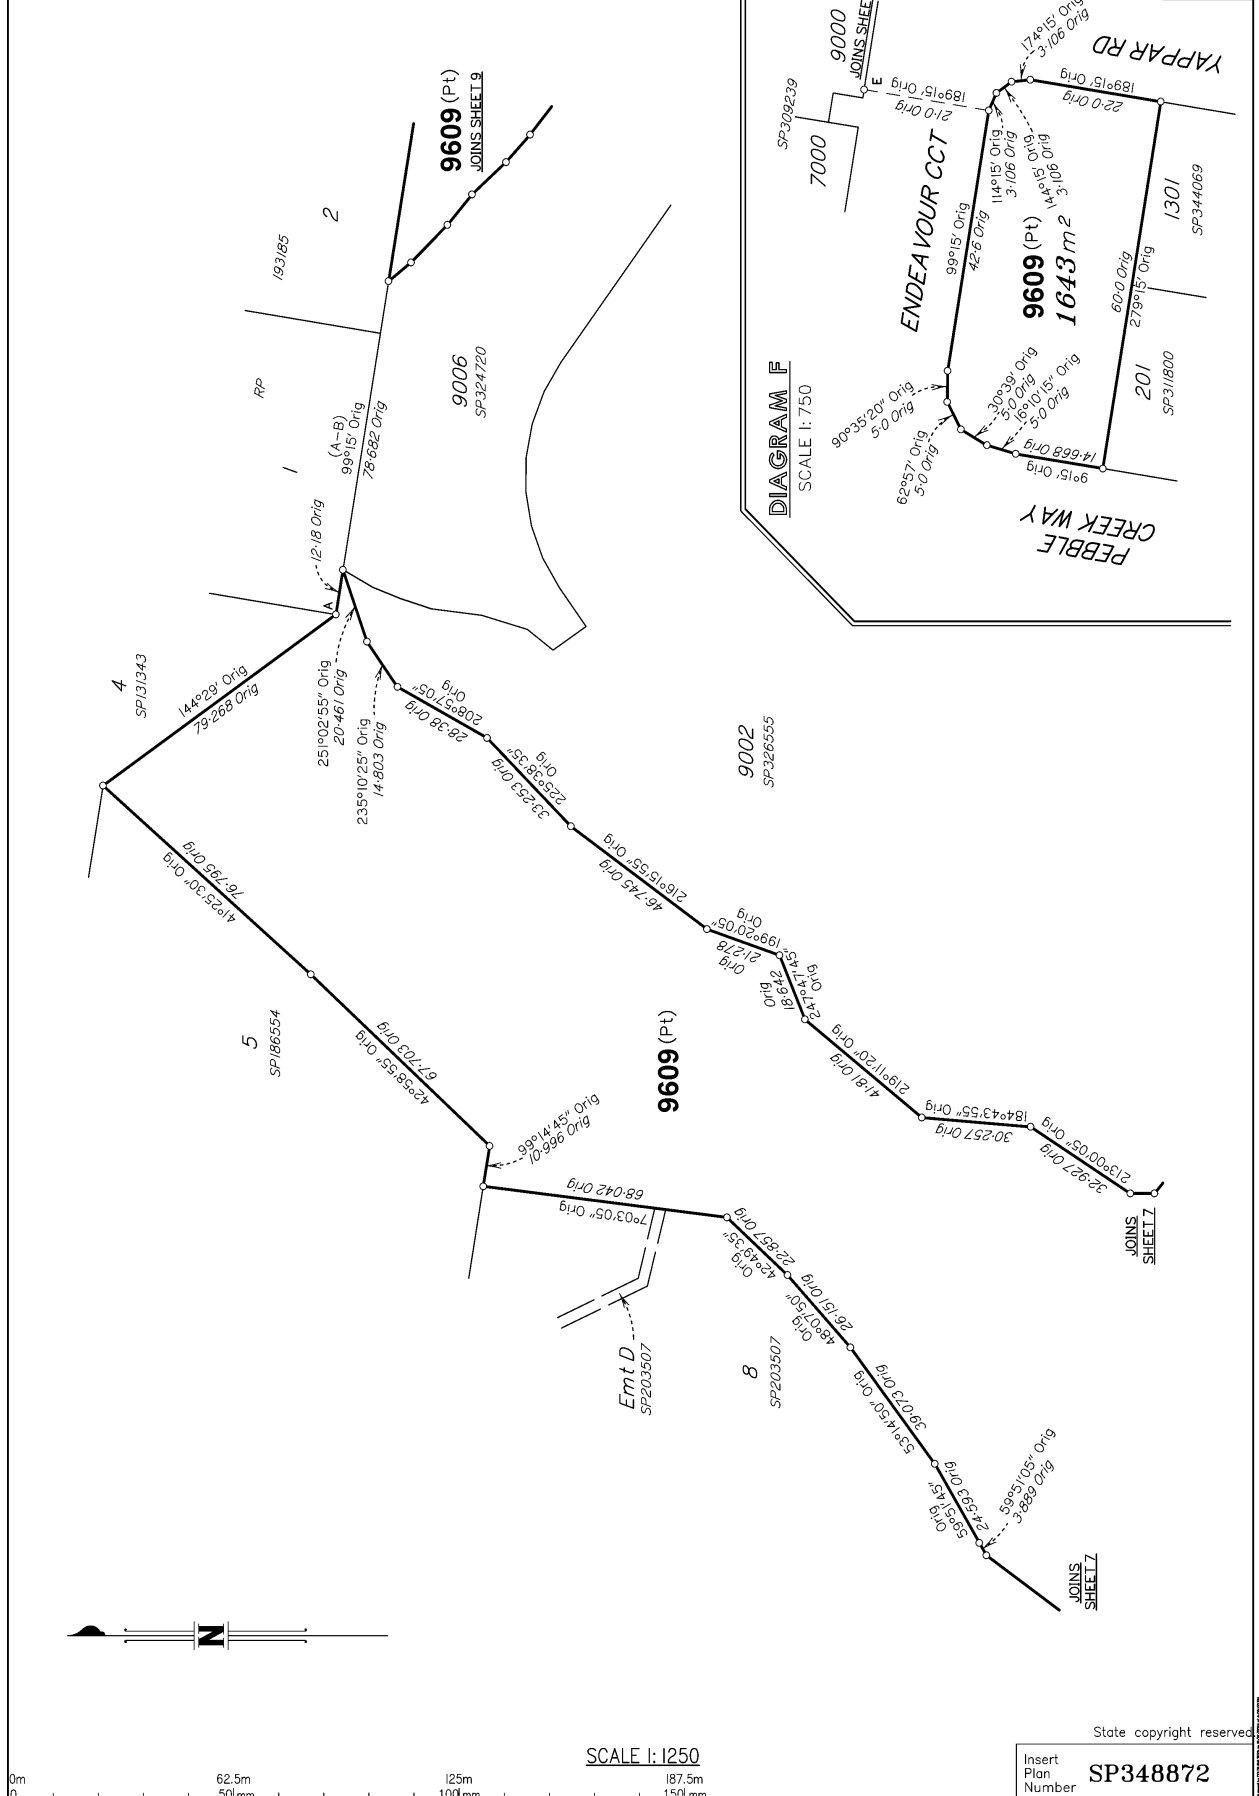 9609 (Pt)
JOINS SHEET 9
2
193185
RP
1
(A-B)
99°15' Orig
78·682 Orig
9006
SP324720
12·18 Orig
A
4
SP131343
144°29' Orig
79·268 Orig
251°02'55" Orig
20·461 Orig
235°10'25" Orig
14·803 Orig
208°57'05"
Orig
28·38 Orig
225°38'35"
Orig
33·253 Orig
216°15'55" Orig
46·745 Orig
199°20'05"
Orig
21·278
Orig
247°47'45"
Orig
18·642
Orig
219°11'20" Orig
41·81 Orig
184°43'55" Orig
30·257 Orig
213°00'05" Orig
32·927 Orig
JOINS
SHEET 7
9002
SP326555
76·795 Orig
41°25'30" Orig
5
SP186554
67·703 Orig
42°58'55" Orig
9609 (Pt)
99°14'45" Orig
10·996 Orig
68·042 Orig
7°03'05" Orig
Emt D
SP203507
22·857 Orig
42°49'35"
Orig
26·151 Orig
48°07'50"
Orig
8
SP203507
39·073 Orig
53°14'50" Orig
24·593 Orig
59°51'45"
Orig
59°51'05" Orig
3·889 Orig
JOINS
SHEET 7
N
DIAGRAM F
SCALE 1:750
SP309239
7000
9000
JOINS SHEE
E
189°15' Orig
21·0 Orig
174°15' Orig
3·106 Orig
YAPPAR RD
189°15' Orig
22·0 Orig
114°15' Orig
3·106 Orig
144°15' Orig
3·106 Orig
ENDEAVOUR CCT
99°15' Orig
42·6 Orig
9609 (Pt)
1643 m²
60·0 Orig
279°15' Orig
1301
SP344069
201
SP311800
90°35'20" Orig
5·0 Orig
62°57' Orig
5·0 Orig
30°39' Orig
5·0 Orig
16°10'15" Orig
5·0 Orig
14·668 Orig
9°15' Orig
PEBBLE
CREEK WAY
SCALE 1:1250
0m 62.5m 125m 187.5m
0 50mm 100mm 150mm
State copyright reserved
Insert
Plan
Number
SP348872